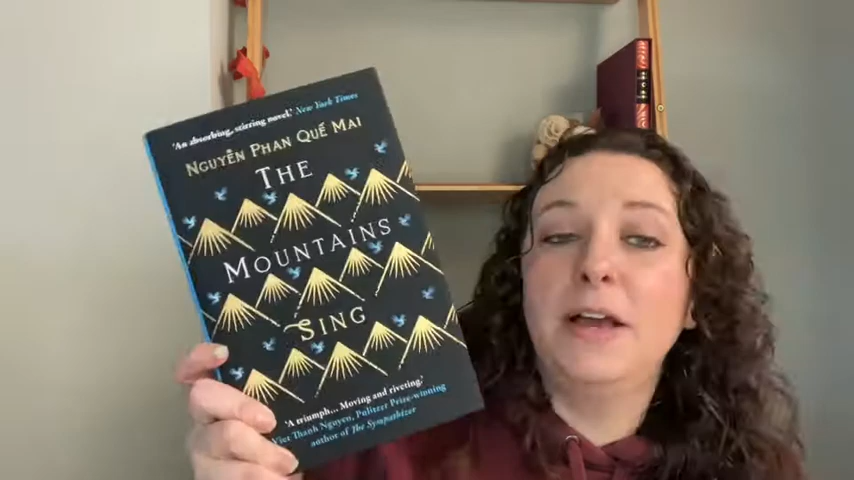 'An absorbing, stirring novel.' New York Times
NGUYỄN PHAN QUẾ MAI
THE
MOUNTAINS
SING
'A triumph... Moving and riveting.'
Viet Thanh Nguyen, Pulitzer Prize-winning
author of The Sympathizer